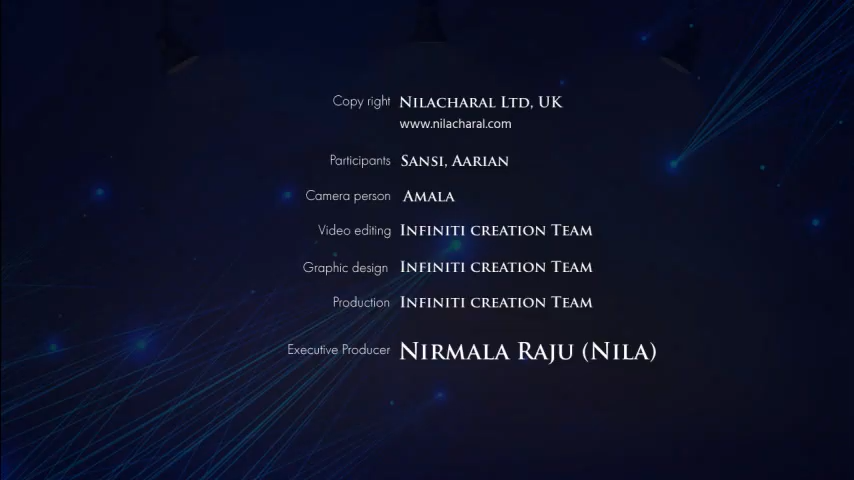 Copy right Nilacharal Ltd, UK
www.nilacharal.com
Participants Sansi, Aarian
Camera person Amala
Video editing Infiniti creation Team
Graphic design Infiniti creation Team
Production Infiniti creation Team
Executive Producer Nirmala Raju (Nila)